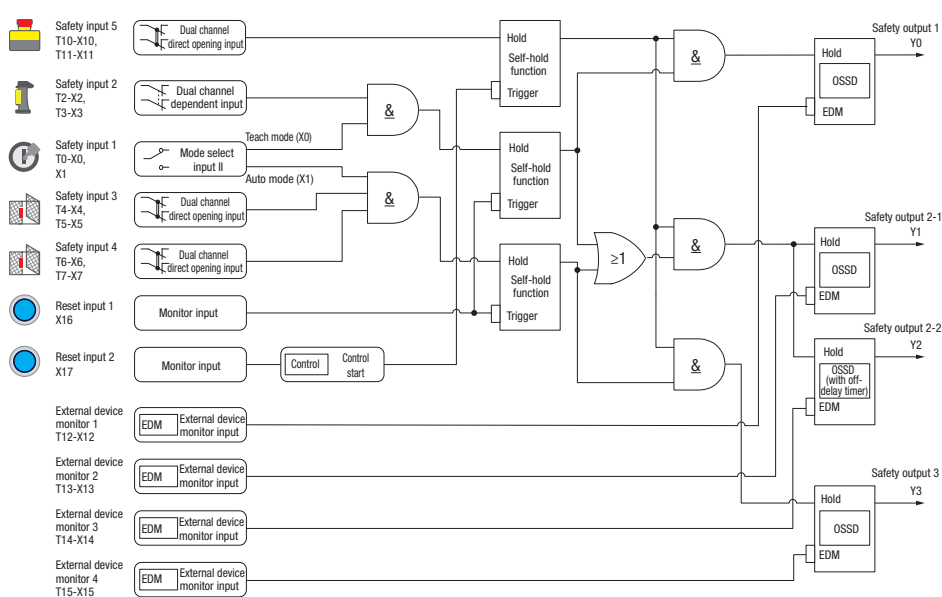 Safety input 5
T10-X10,
T11-X11
Dual channel
direct opening input
Safety input 2
T2-X2,
T3-X3
Dual channel
dependent input
Safety input 1
T0-X0,
X1
Mode select
input II
Teach mode (X0)
Auto mode (X1)
Safety input 3
T4-X4,
T5-X5
Dual channel
direct opening input
Safety input 4
T6-X6,
T7-X7
Dual channel
direct opening input
Reset input 1
X16
Monitor input
Reset input 2
X17
Monitor input
Control
Control
start
External device
monitor 1
T12-X12
EDM
External device
monitor input
External device
monitor 2
T13-X13
EDM
External device
monitor input
External device
monitor 3
T14-X14
EDM
External device
monitor input
External device
monitor 4
T15-X15
EDM
External device
monitor input
&
&
Hold
Self-hold
function
Trigger
Hold
Self-hold
function
Trigger
Hold
Self-hold
function
Trigger
≥1
&
&
&
Safety output 1
Y0
Hold
OSSD
EDM
Safety output 2-1
Y1
Hold
OSSD
EDM
Safety output 2-2
Y2
Hold
OSSD
(with off-
delay timer)
EDM
Safety output 3
Y3
Hold
OSSD
EDM